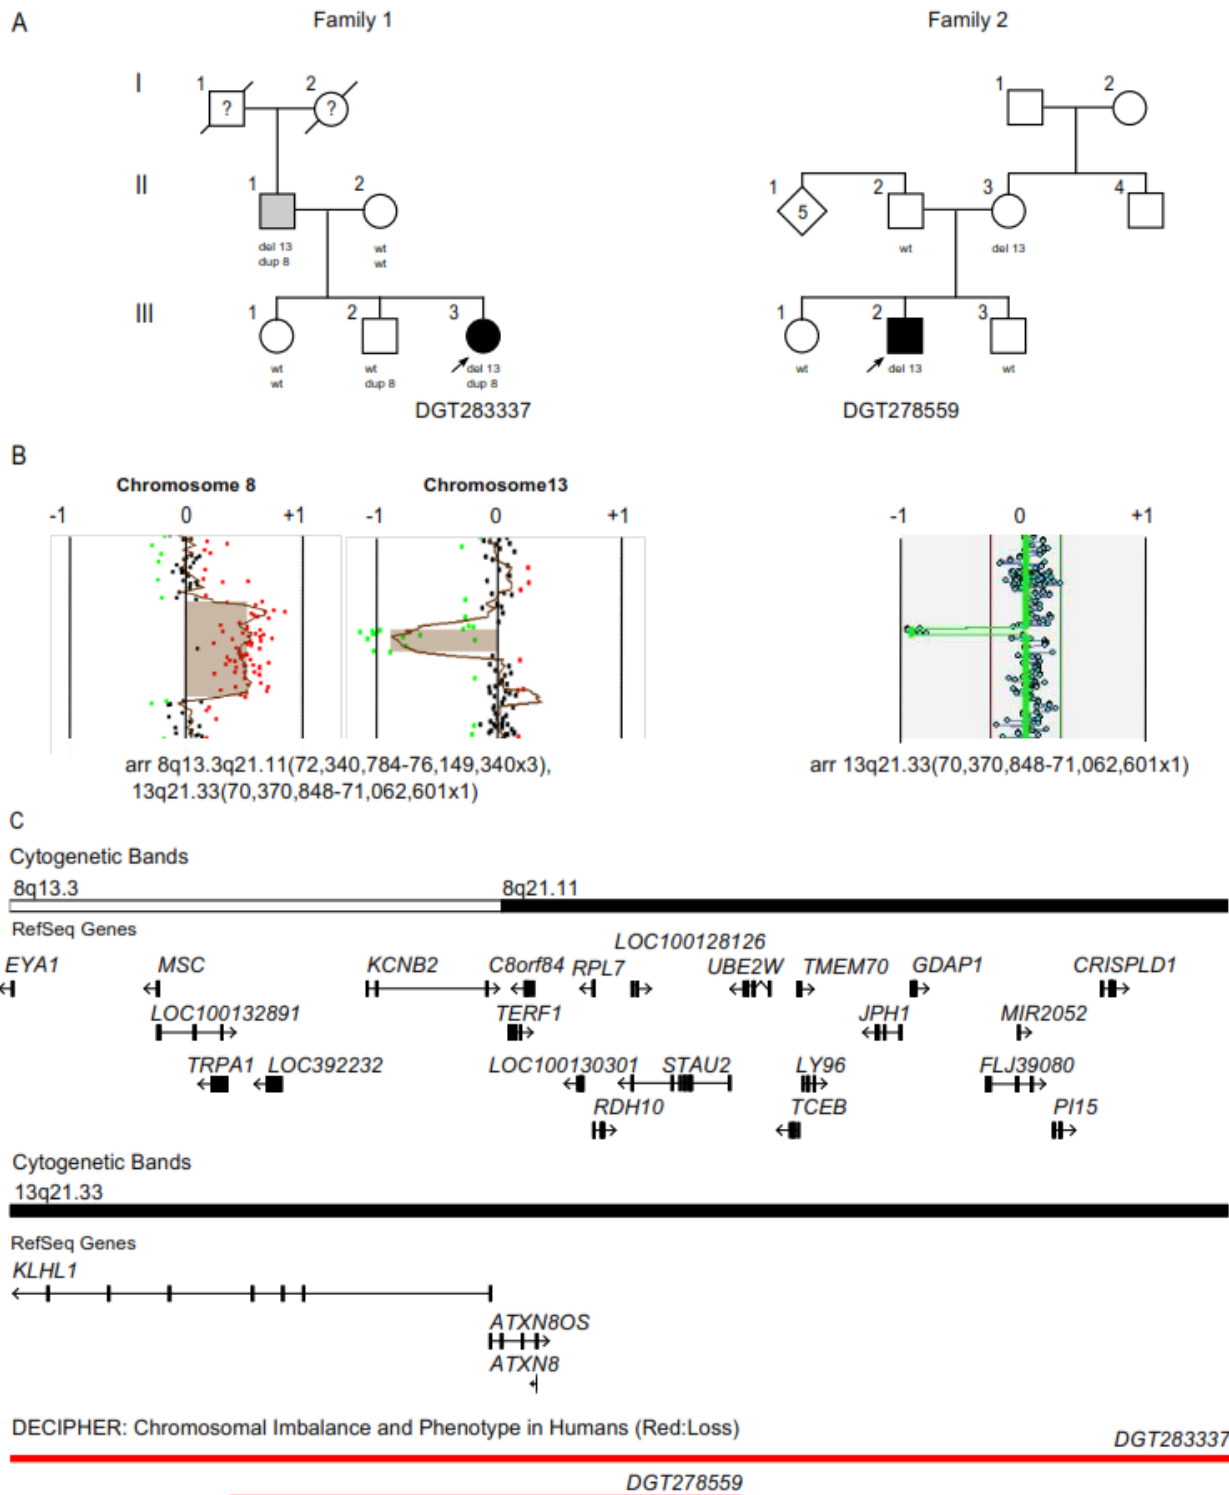 A
Family 1
Family 2
I
1
2
?
?
1
2
II
1
2
1
5
2
3
4
del 13
dup 8
wt
wt
wt
del 13
III
1
2
3
1
2
3
wt
wt
wt
dup 8
del 13
dup 8
wt
del 13
wt
DGT283337
DGT278559
B
Chromosome 8
Chromosome13
-1 0 +1
-1 0 +1
-1 0 +1
arr 8q13.3q21.11(72,340,784-76,149,340x3),
13q21.33(70,370,848-71,062,601x1)
arr 13q21.33(70,370,848-71,062,601x1)
C
Cytogenetic Bands
8q13.3 8q21.11
RefSeq Genes
LOC100128126
EYA1 MSC KCNB2 C8orf84 RPL7 UBE2W TMEM70 GDAP1 CRISPLD1
LOC100132891 TERF1 JPH1 MIR2052
TRPA1 LOC392232 LOC100130301 STAU2 LY96 FLJ39080
RDH10 TCEB PI15
Cytogenetic Bands
13q21.33
RefSeq Genes
KLHL1
ATXN8OS
ATXN8
DECIPHER: Chromosomal Imbalance and Phenotype in Humans (Red:Loss)
DGT283337
DGT278559